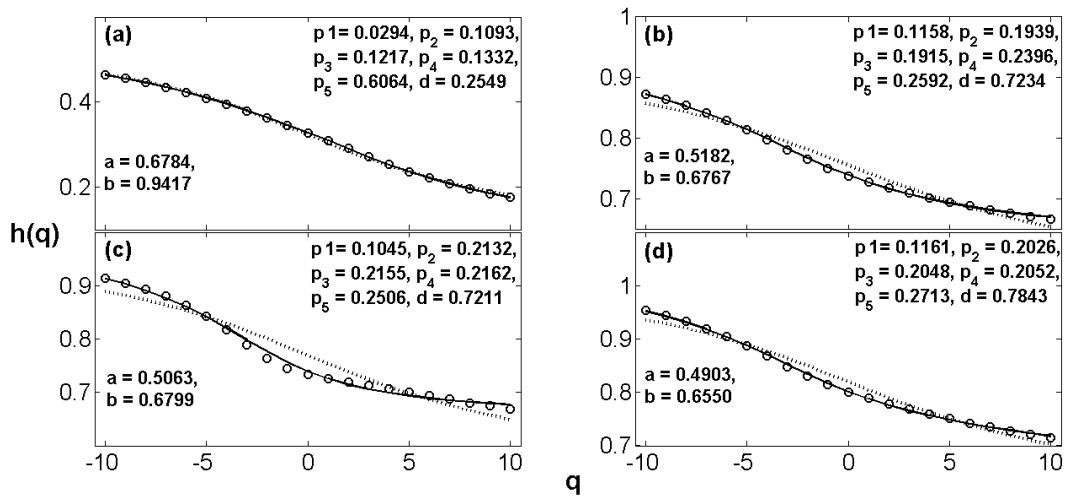 (a)
p 1= 0.0294, p2 = 0.1093,
p3 = 0.1217, p4 = 0.1332,
p5 = 0.6064, d = 0.2549
0.4
a = 0.6784,
b = 0.9417
0.2
1
(b)
p 1= 0.1158, p2 = 0.1939,
p3 = 0.1915, p4 = 0.2396,
p5 = 0.2592, d = 0.7234
0.9
0.8
a = 0.5182,
b = 0.6767
0.7
h(q)
(c)
p 1= 0.1045, p2 = 0.2132,
p3 = 0.2155, p4 = 0.2162,
p5 = 0.2506, d = 0.7211
0.9
0.8
0.7
a = 0.5063,
b = 0.6799
0.6
-10 -5 0 5 10
(d)
p 1= 0.1161, p2 = 0.2026,
p3 = 0.2048, p4 = 0.2052,
p5 = 0.2713, d = 0.7843
1
0.9
0.8
a = 0.4903,
b = 0.6550
0.7
-10 -5 0 5 10
q